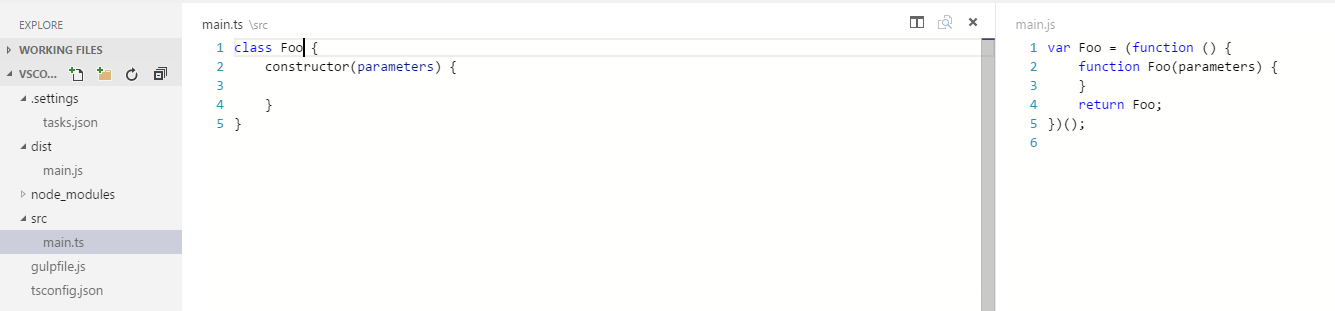 EXPLORE
WORKING FILES
VSCO...
.settings
tasks.json
dist
main.js
node_modules
src
main.ts
gulpfile.js
tsconfig.json
main.ts \src
1 class Foo {
2     constructor(parameters) {
3
4     }
5 }
main.js
1 var Foo = (function () {
2     function Foo(parameters) {
3     }
4     return Foo;
5 })();
6